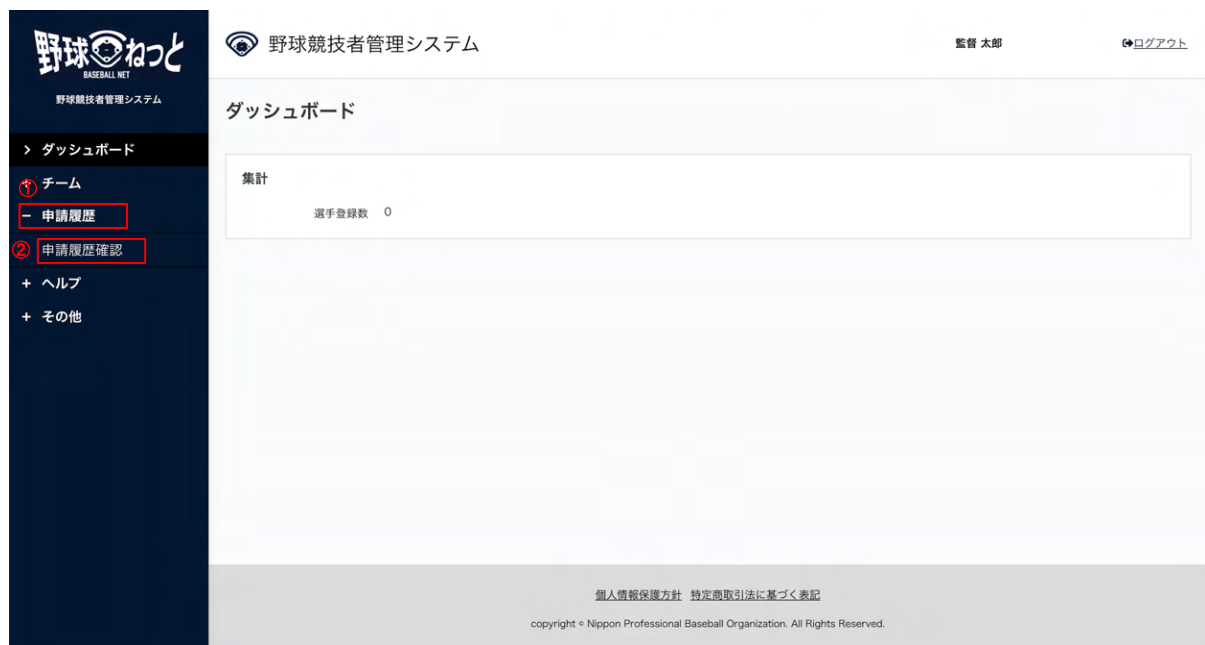 野球ねっと
BASEBALL NET
野球競技者管理システム
野球競技者管理システム
監督 太郎
ログアウト
> ダッシュボード
① + チーム
− 申請履歴
② 申請履歴確認
+ ヘルプ
+ その他
ダッシュボード
集計
選手登録数 0
個人情報保護方針 特定商取引法に基づく表記
copyright © Nippon Professional Baseball Organization. All Rights Reserved.